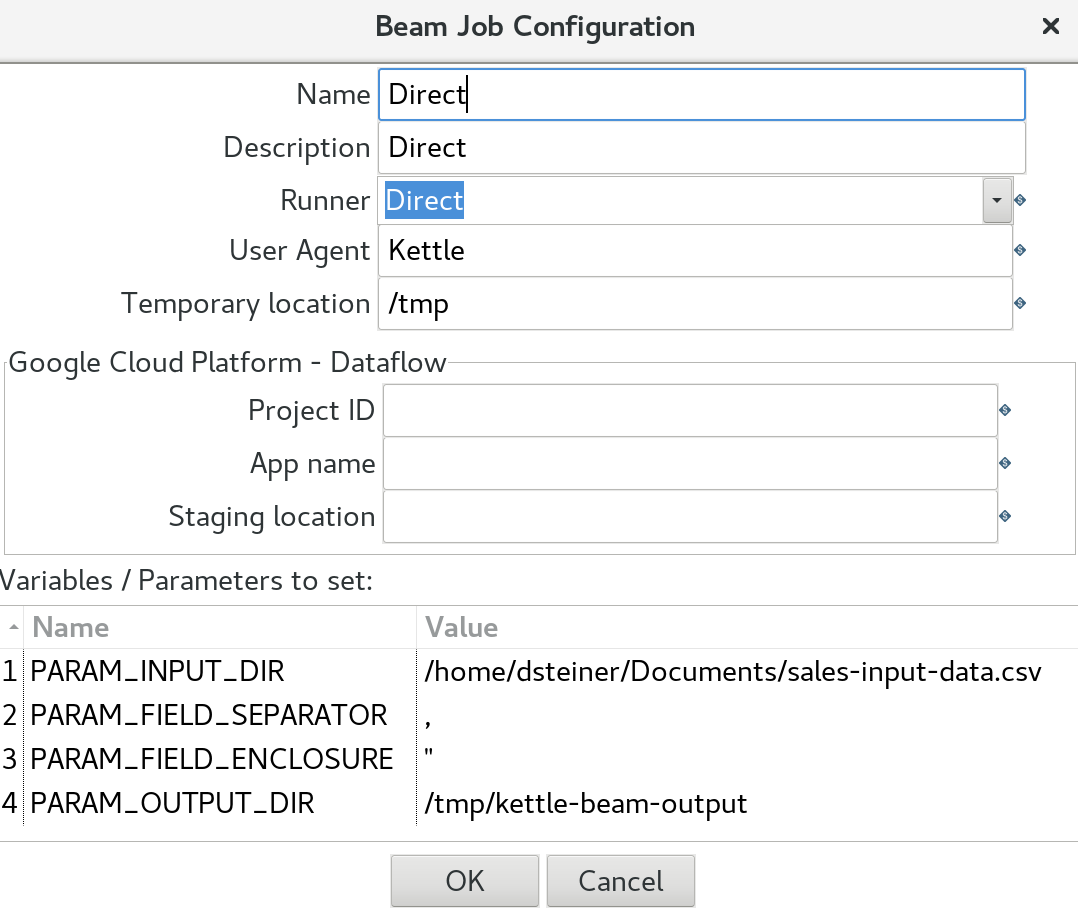 Beam Job Configuration
Name Direct
Description Direct
Runner Direct
User Agent Kettle
Temporary location /tmp
Google Cloud Platform - Dataflow
Project ID
App name
Staging location
Variables / Parameters to set:
Name Value
1 PARAM_INPUT_DIR /home/dsteiner/Documents/sales-input-data.csv
2 PARAM_FIELD_SEPARATOR ,
3 PARAM_FIELD_ENCLOSURE "
4 PARAM_OUTPUT_DIR /tmp/kettle-beam-output
OK Cancel